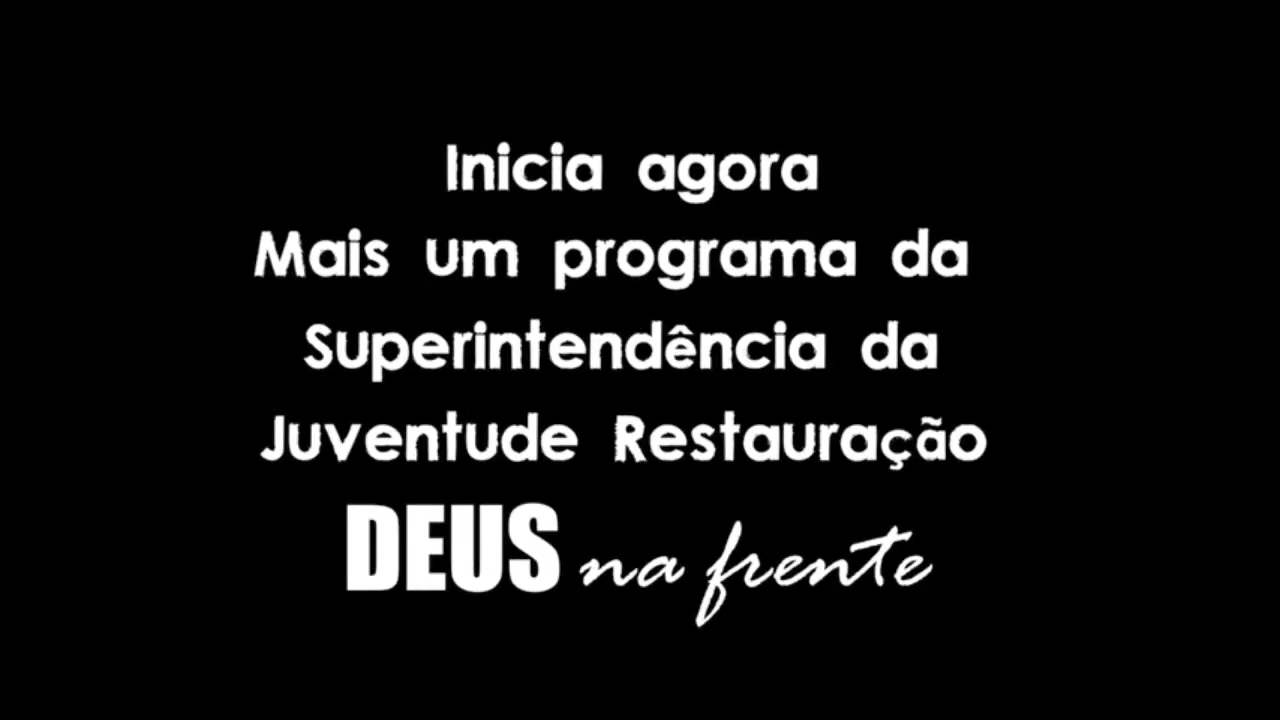 Inicia agora
Mais um programa da
Superintendência da
Juventude Restauração
DEUS na frente